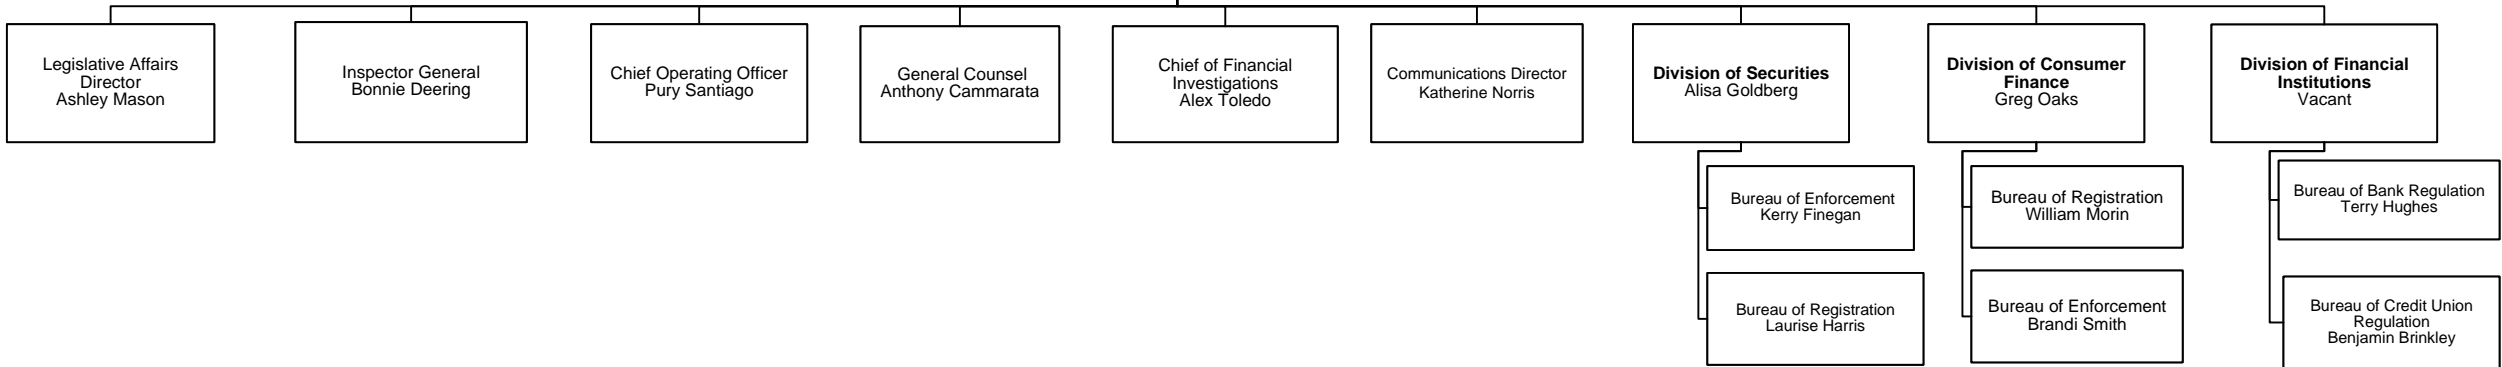 Legislative Affairs
Director
Ashley Mason
Inspector General
Bonnie Deering
Chief Operating Officer
Pury Santiago
General Counsel
Anthony Cammarata
Chief of Financial
Investigations
Alex Toledo
Communications Director
Katherine Norris
Division of Securities
Alisa Goldberg
Division of Consumer
Finance
Greg Oaks
Division of Financial
Institutions
Vacant
Bureau of Enforcement
Kerry Finegan
Bureau of Registration
Laurise Harris
Bureau of Registration
William Morin
Bureau of Enforcement
Brandi Smith
Bureau of Bank Regulation
Terry Hughes
Bureau of Credit Union
Regulation
Benjamin Brinkley